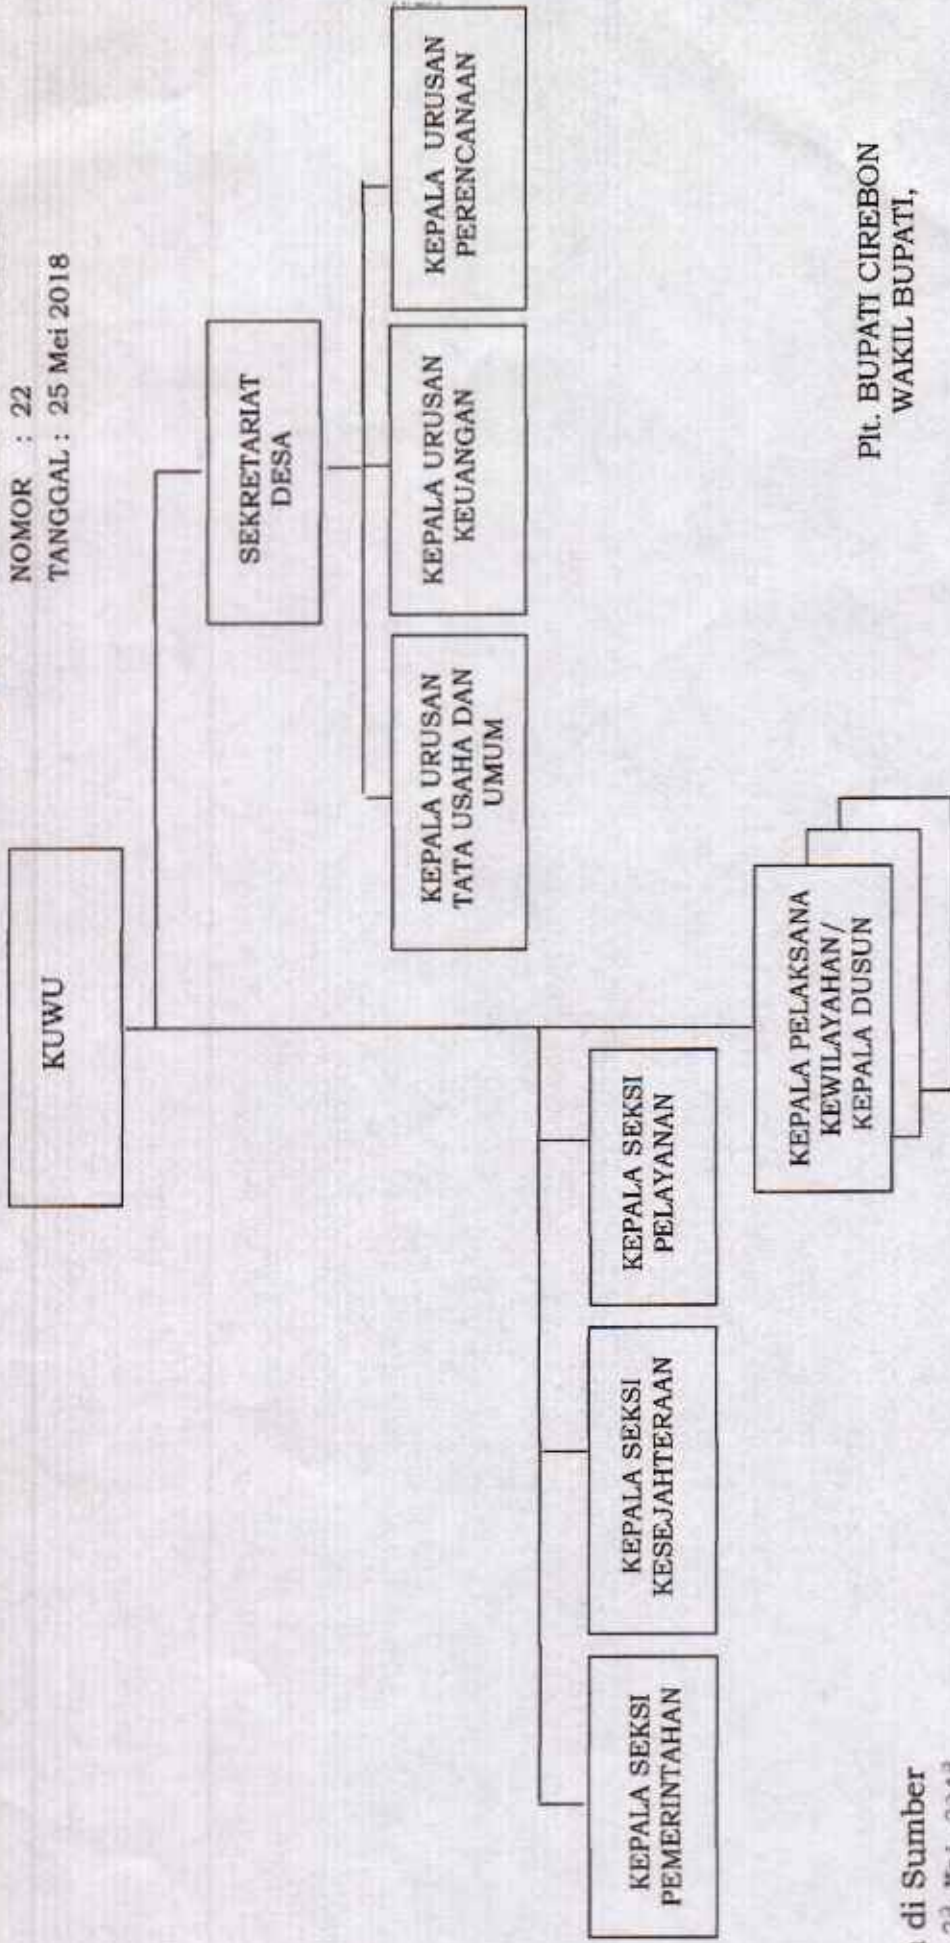 NOMOR : 22
TANGGAL : 25 Mei 2018
KUWU
SEKRETARIAT
DESA
KEPALA URUSAN
TATA USAHA DAN
UMUM
KEPALA URUSAN
KEUANGAN
KEPALA URUSAN
PERENCANAAN
KEPALA SEKSI
PEMERINTAHAN
KEPALA SEKSI
KESEJAHTERAAN
KEPALA SEKSI
PELAYANAN
KEPALA PELAKSANA
KEWILAYAHAN/
KEPALA DUSUN
di Sumber
Plt. BUPATI CIREBON
WAKIL BUPATI,